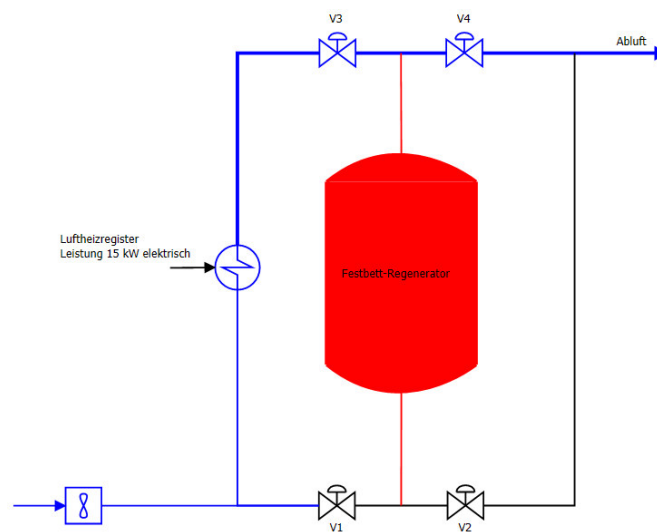 V3
V4
Abluft
Luftheizregister
Leistung 15 kW elektrisch
Festbett-Regenerator
V1
V2